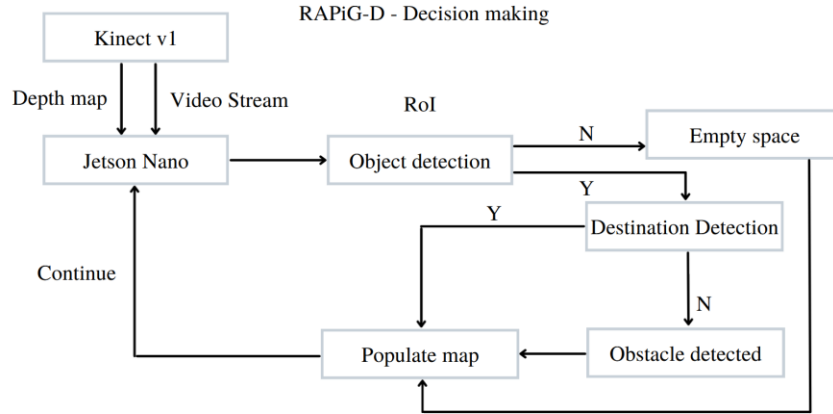 RAPiG-D - Decision making
Kinect v1
Depth map
Video Stream
RoI
N
Empty space
Jetson Nano
Object detection
Y
Y
Destination Detection
Continue
N
Populate map
Obstacle detected